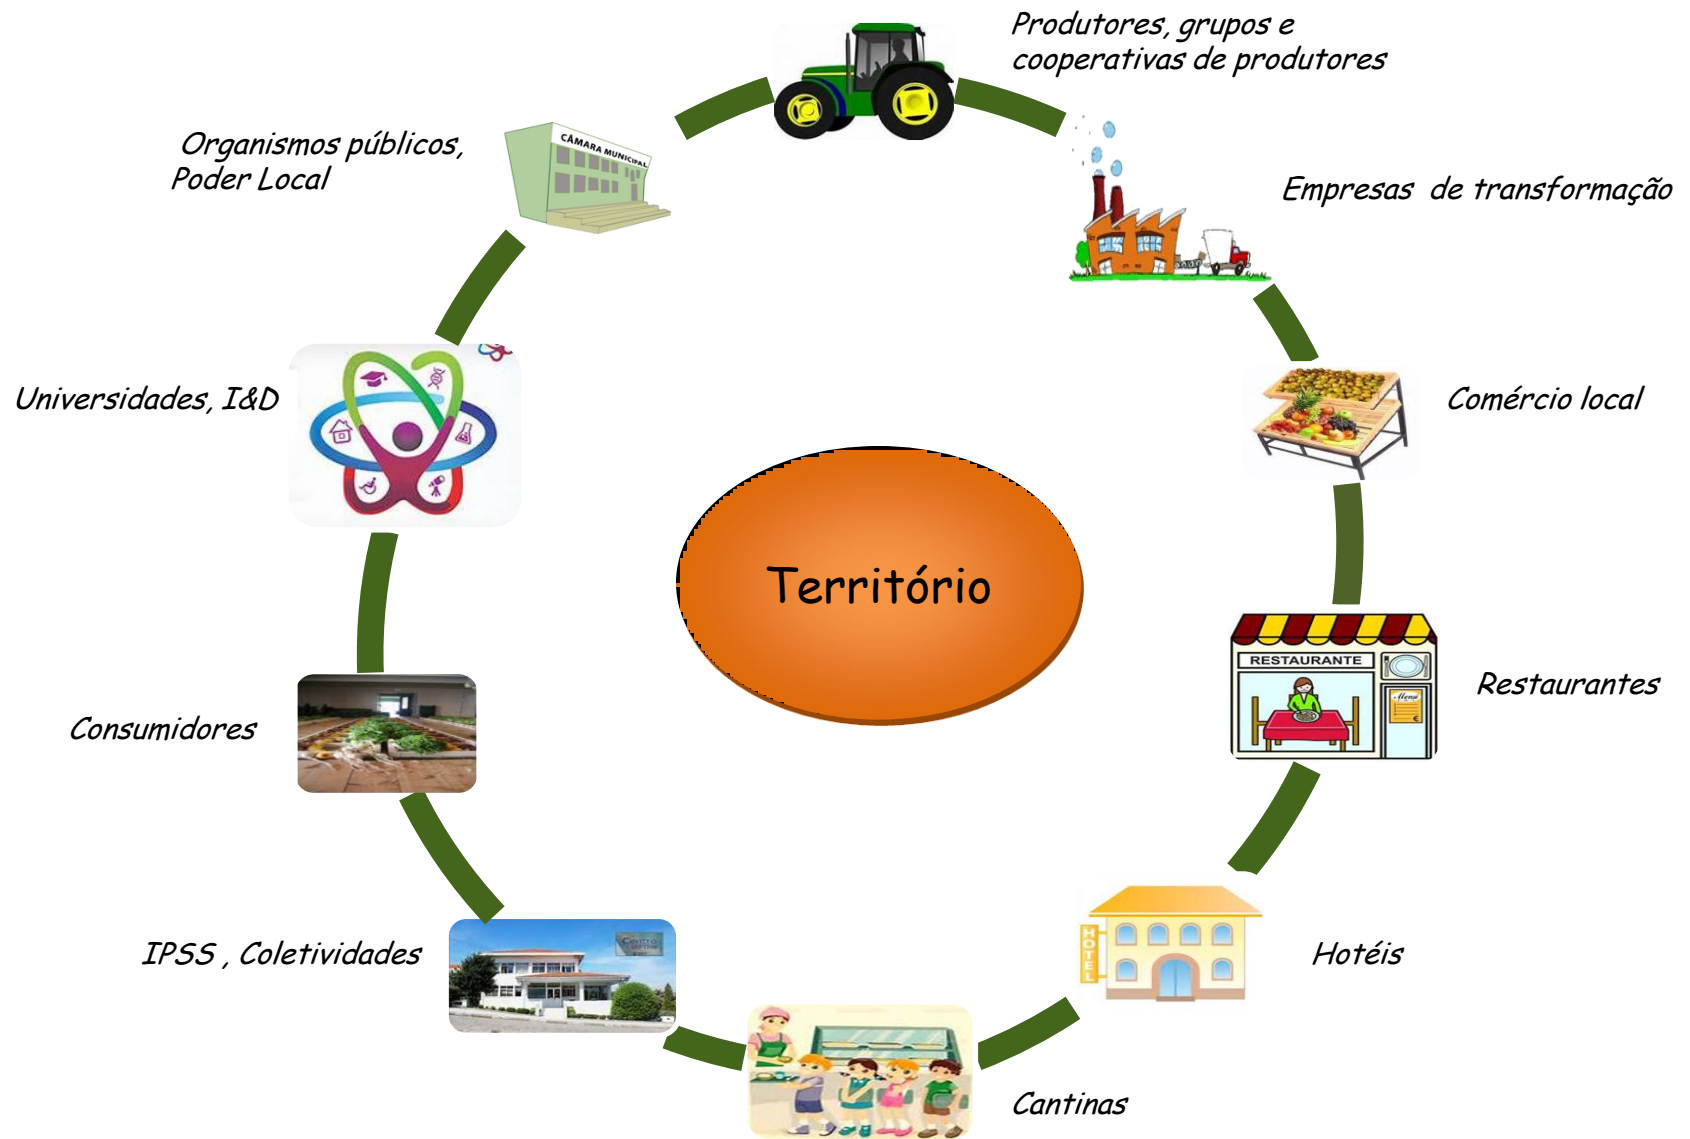 Produtores, grupos e
cooperativas de produtores
Organismos públicos,
Poder Local
CÂMARA MUNICIPAL
Empresas de transformação
Universidades, I&D
Comércio local
Território
RESTAURANTE
Menu
€
Restaurantes
Consumidores
IPSS , Coletividades
Centro
HOTEL
Hotéis
Cantinas